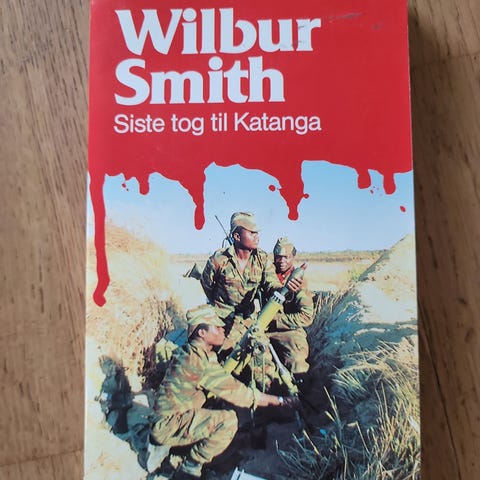 Wilbur
Smith
Siste tog til Katanga